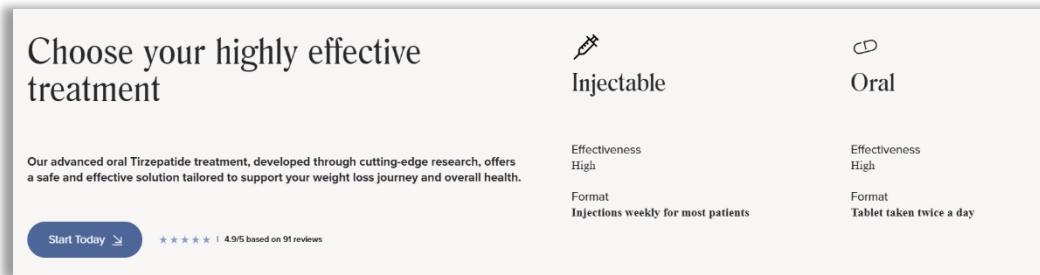 Choose your highly effective
treatment
Our advanced oral Tirzepatide treatment, developed through cutting-edge research, offers
a safe and effective solution tailored to support your weight loss journey and overall health.
Start Today
4.9/5 based on 91 reviews
Injectable
Effectiveness
High
Format
Injections weekly for most patients
Oral
Effectiveness
High
Format
Tablet taken twice a day